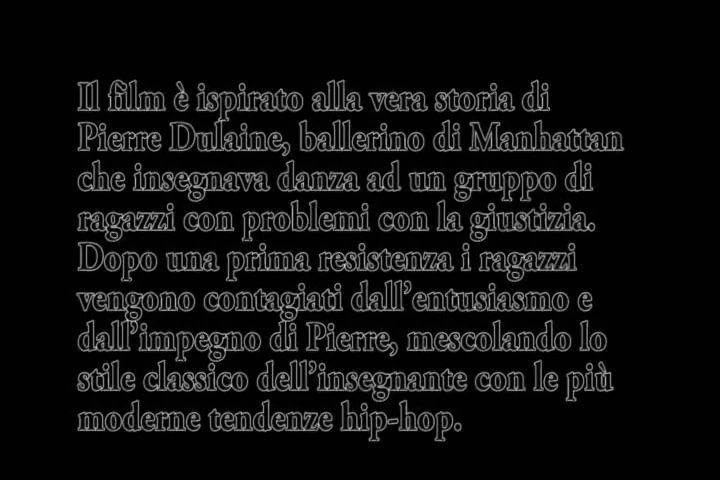 Il film è ispirato alla vera storia di
Pierre Dulaine, ballerino di Manhattan
che insegnava danza ad un gruppo di
ragazzi con problemi con la giustizia.
Dopo una prima resistenza i ragazzi
vengono contagiati dall’entusiasmo e
dall’impegno di Pierre, mescolando lo
stile classico dell’insegnante con le più
moderne tendenze hip-hop.